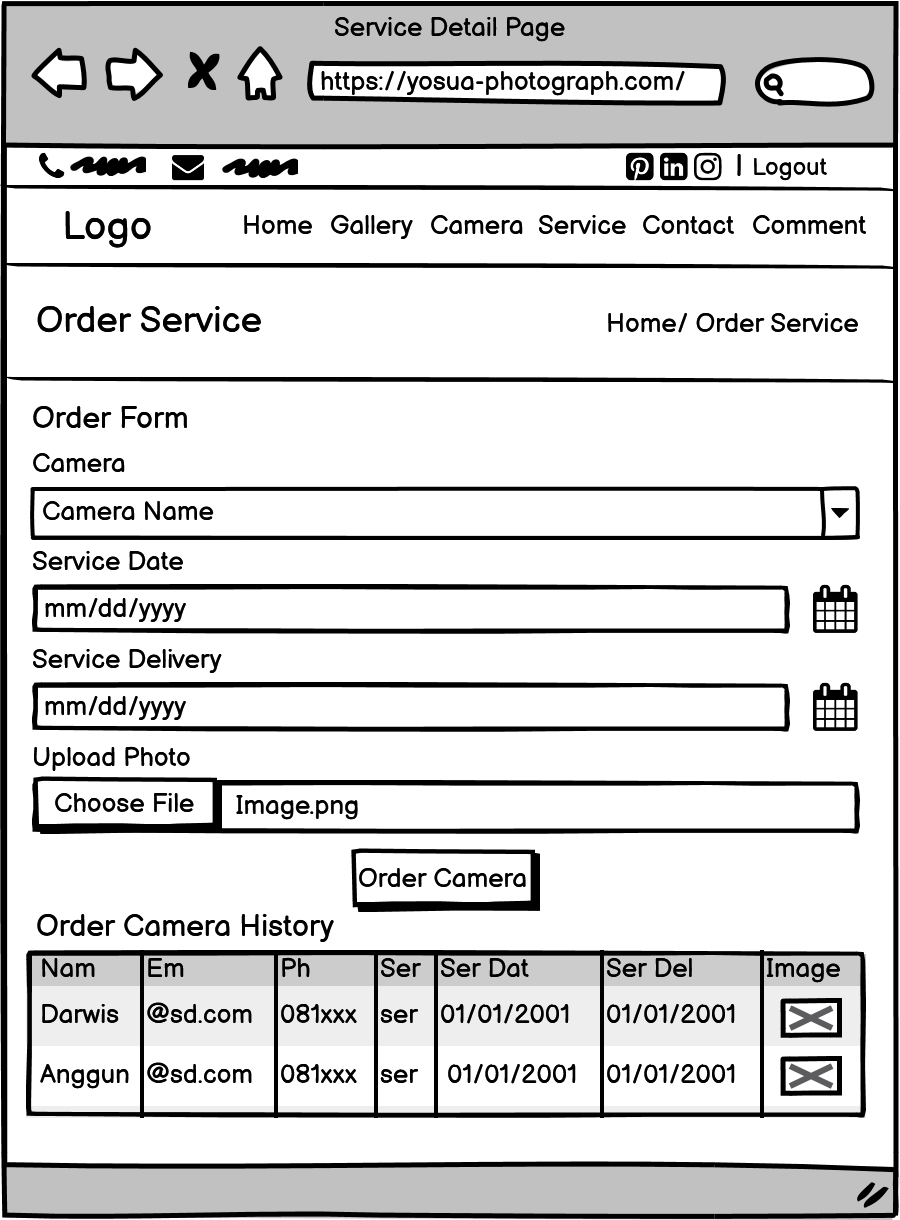 Service Detail Page
https://yosua-photograph.com/
| Logout
Logo Home Gallery Camera Service Contact Comment
Order Service Home/ Order Service
Order Form
Camera
Camera Name
Service Date
mm/dd/yyyy
Service Delivery
mm/dd/yyyy
Upload Photo
Choose File Image.png
Order Camera
Order Camera History
Nam Em Ph Ser Ser Dat Ser Del Image
Darwis @sd.com 081xxx ser 01/01/2001 01/01/2001
Anggun @sd.com 081xxx ser 01/01/2001 01/01/2001